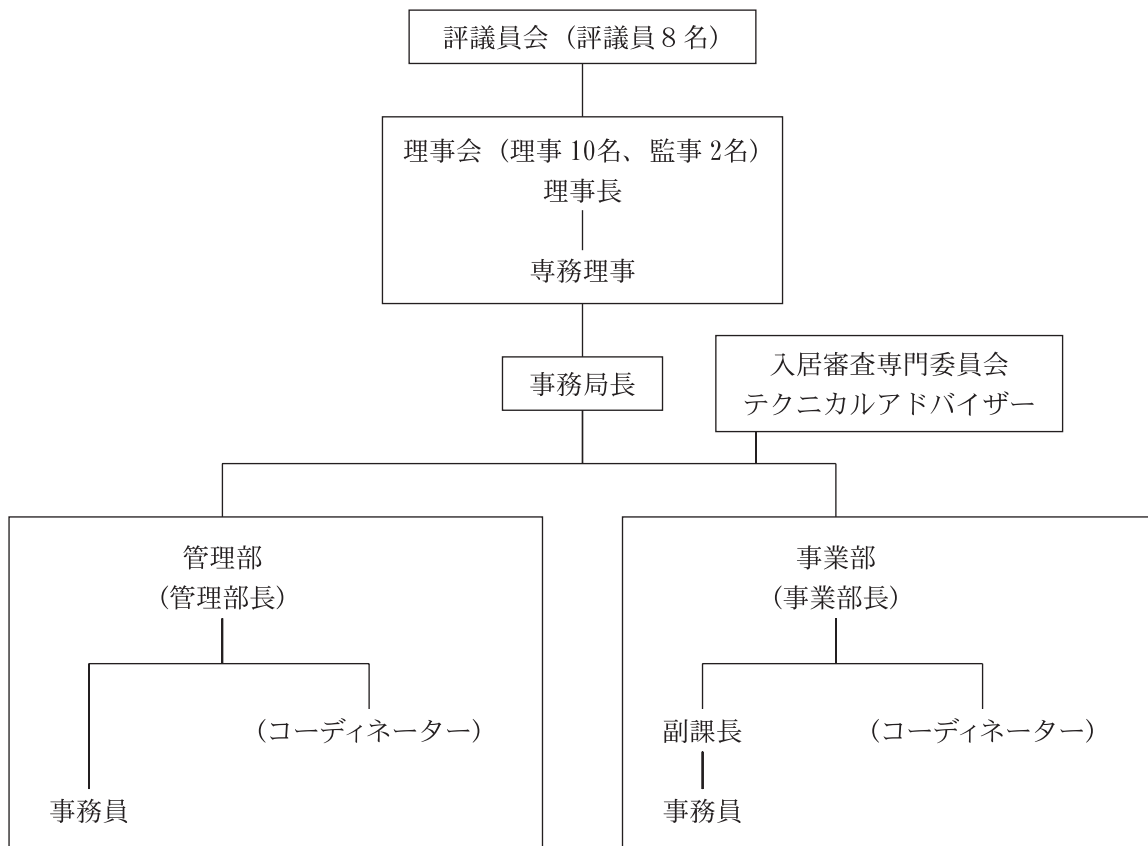 評議員会（評議員８名）
理事会（理事 10名、監事 2名）
理事長
専務理事
事務局長
入居審査専門委員会
テクニカルアドバイザー
管理部
（管理部長）
事業部
（事業部長）
（コーディネーター）
副課長
（コーディネーター）
事務員
事務員